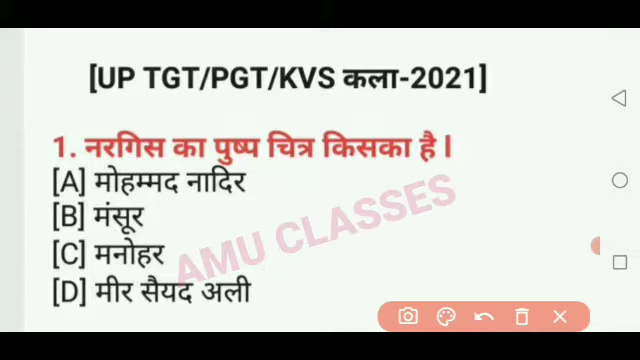 [UP TGT/PGT/KVS कला-2021]
1. नरगिस का पुष्प चित्र किसका है l
[A] मोहम्मद नादिर
[B] मंसूर
[C] मनोहर
[D] मीर सैयद अली
AMU CLASSES